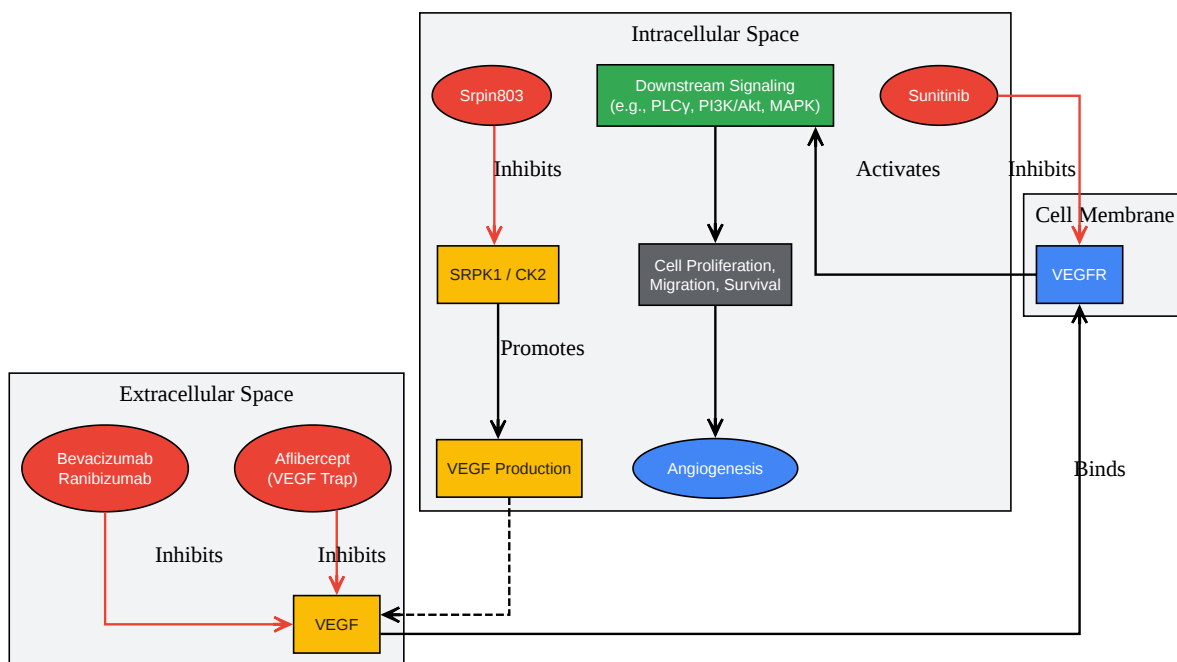 Intracellular Space
Srpin803
Downstream Signaling
(e.g., PLCγ, PI3K/Akt, MAPK)
Sunitinib
Inhibits
Activates
Inhibits
Cell Membrane
SRPK1 / CK2
Cell Proliferation,
Migration, Survival
VEGFR
Promotes
Extracellular Space
Bevacizumab
Ranibizumab
Aflibercept
(VEGF Trap)
VEGF Production
Angiogenesis
Binds
Inhibits
Inhibits
VEGF